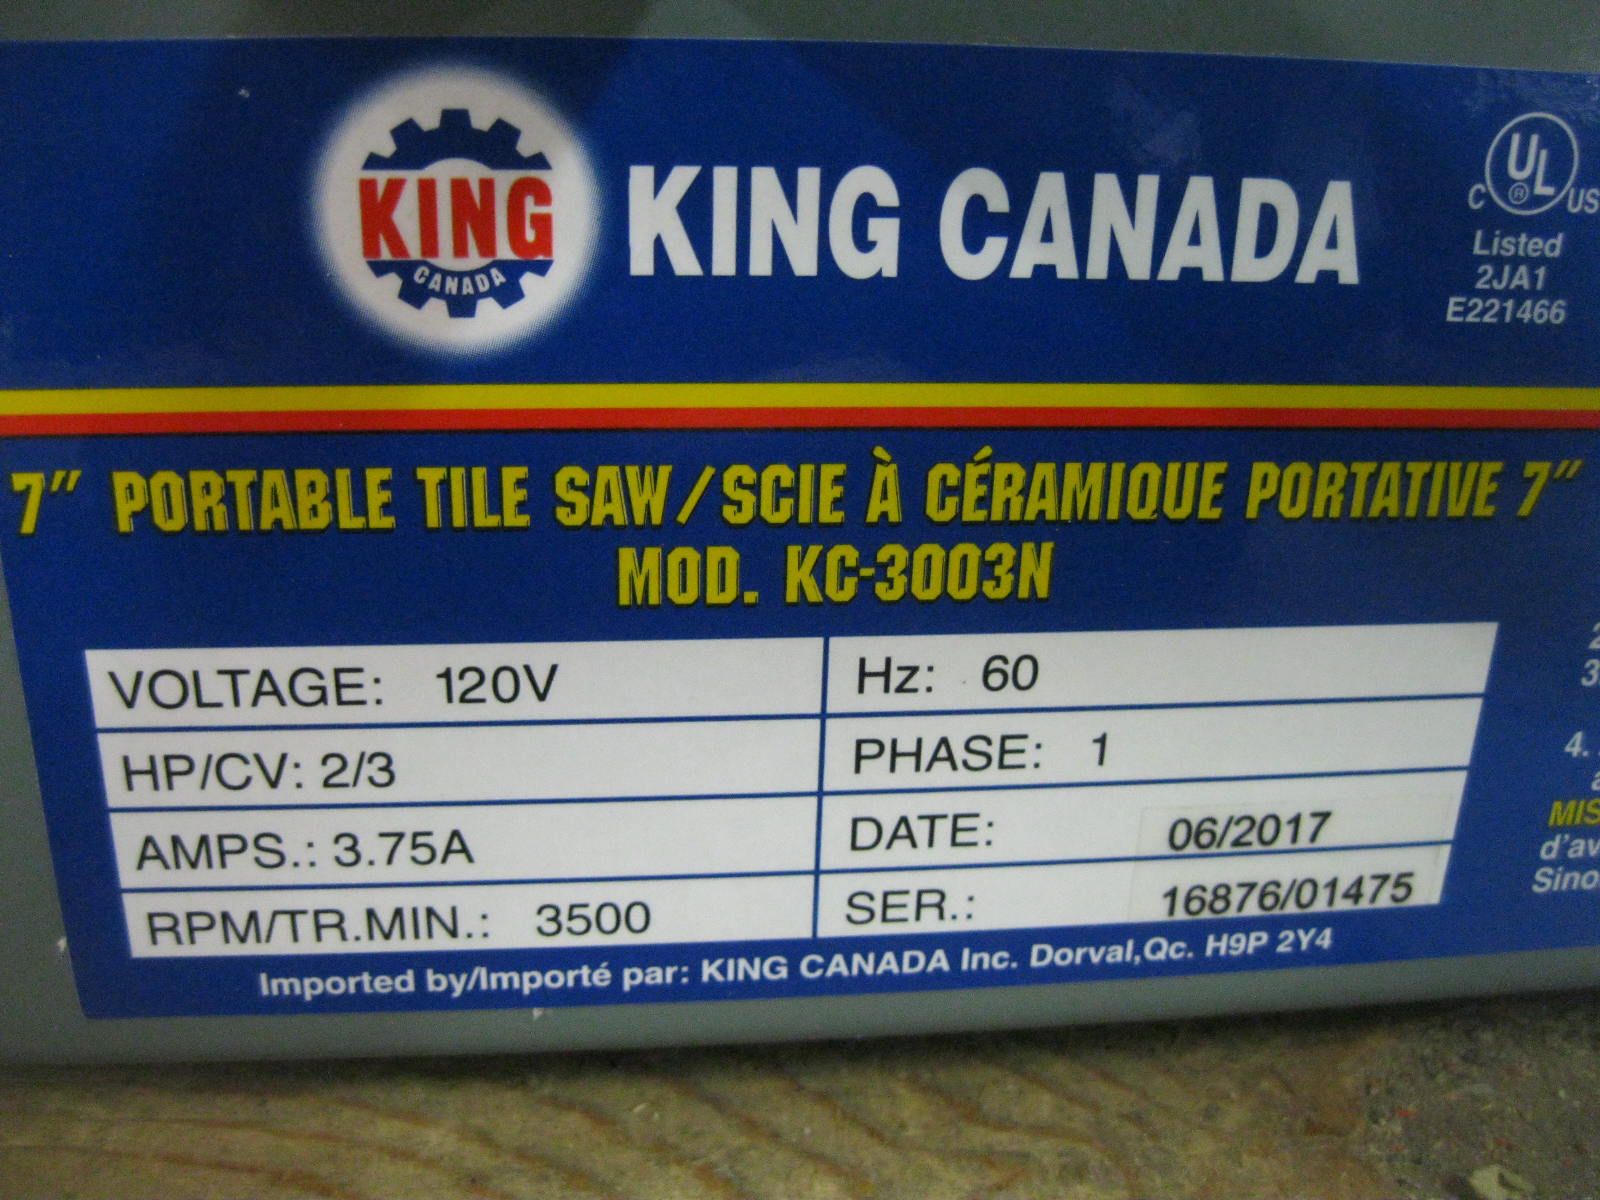 KING
CANADA
KING CANADA
C UL ® US
Listed
2JA1
E221466
7" PORTABLE TILE SAW/SCIE À CÉRAMIQUE PORTATIVE 7"
MOD. KC-3003N
VOLTAGE: 120V
Hz: 60
HP/CV: 2/3
PHASE: 1
AMPS.: 3.75A
DATE: 06/2017
RPM/TR.MIN.: 3500
SER.: 16876/01475
Imported by/Importé par: KING CANADA Inc. Dorval,Qc. H9P 2Y4
3
4.